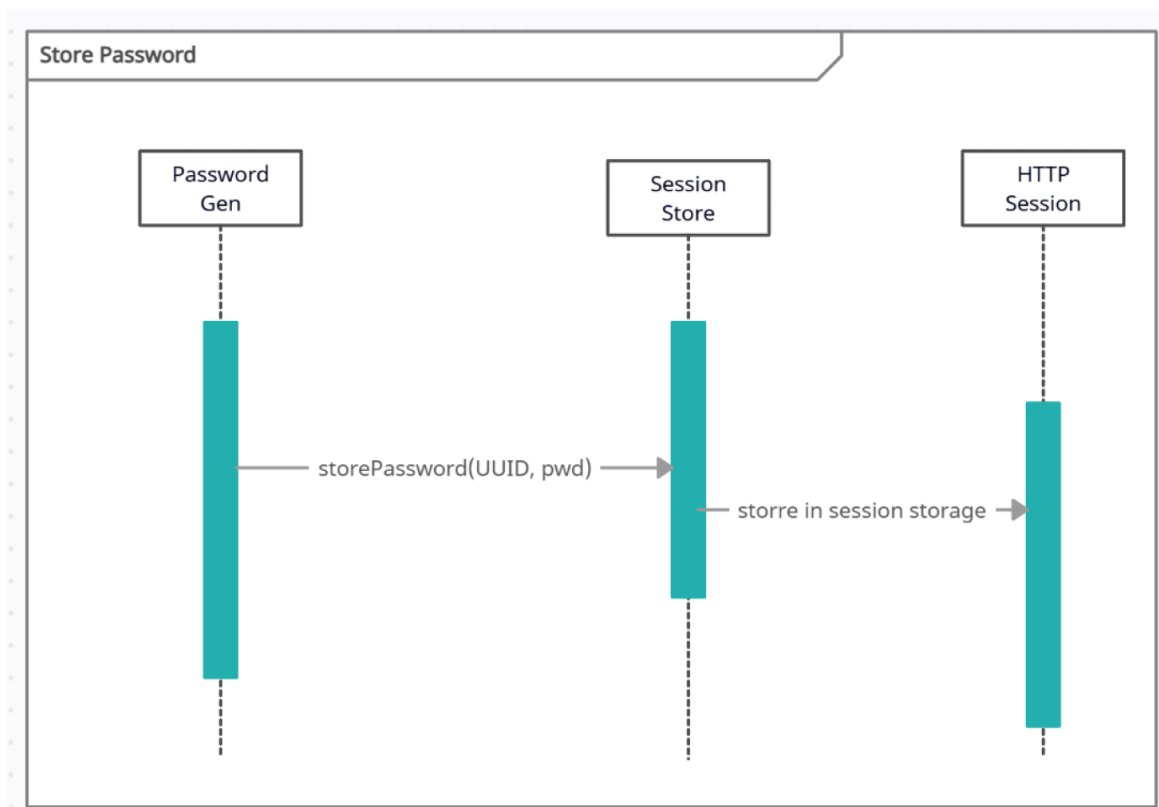 Store Password
Password
Gen
Session
Store
HTTP
Session
storePassword(UUID, pwd)
storre in session storage